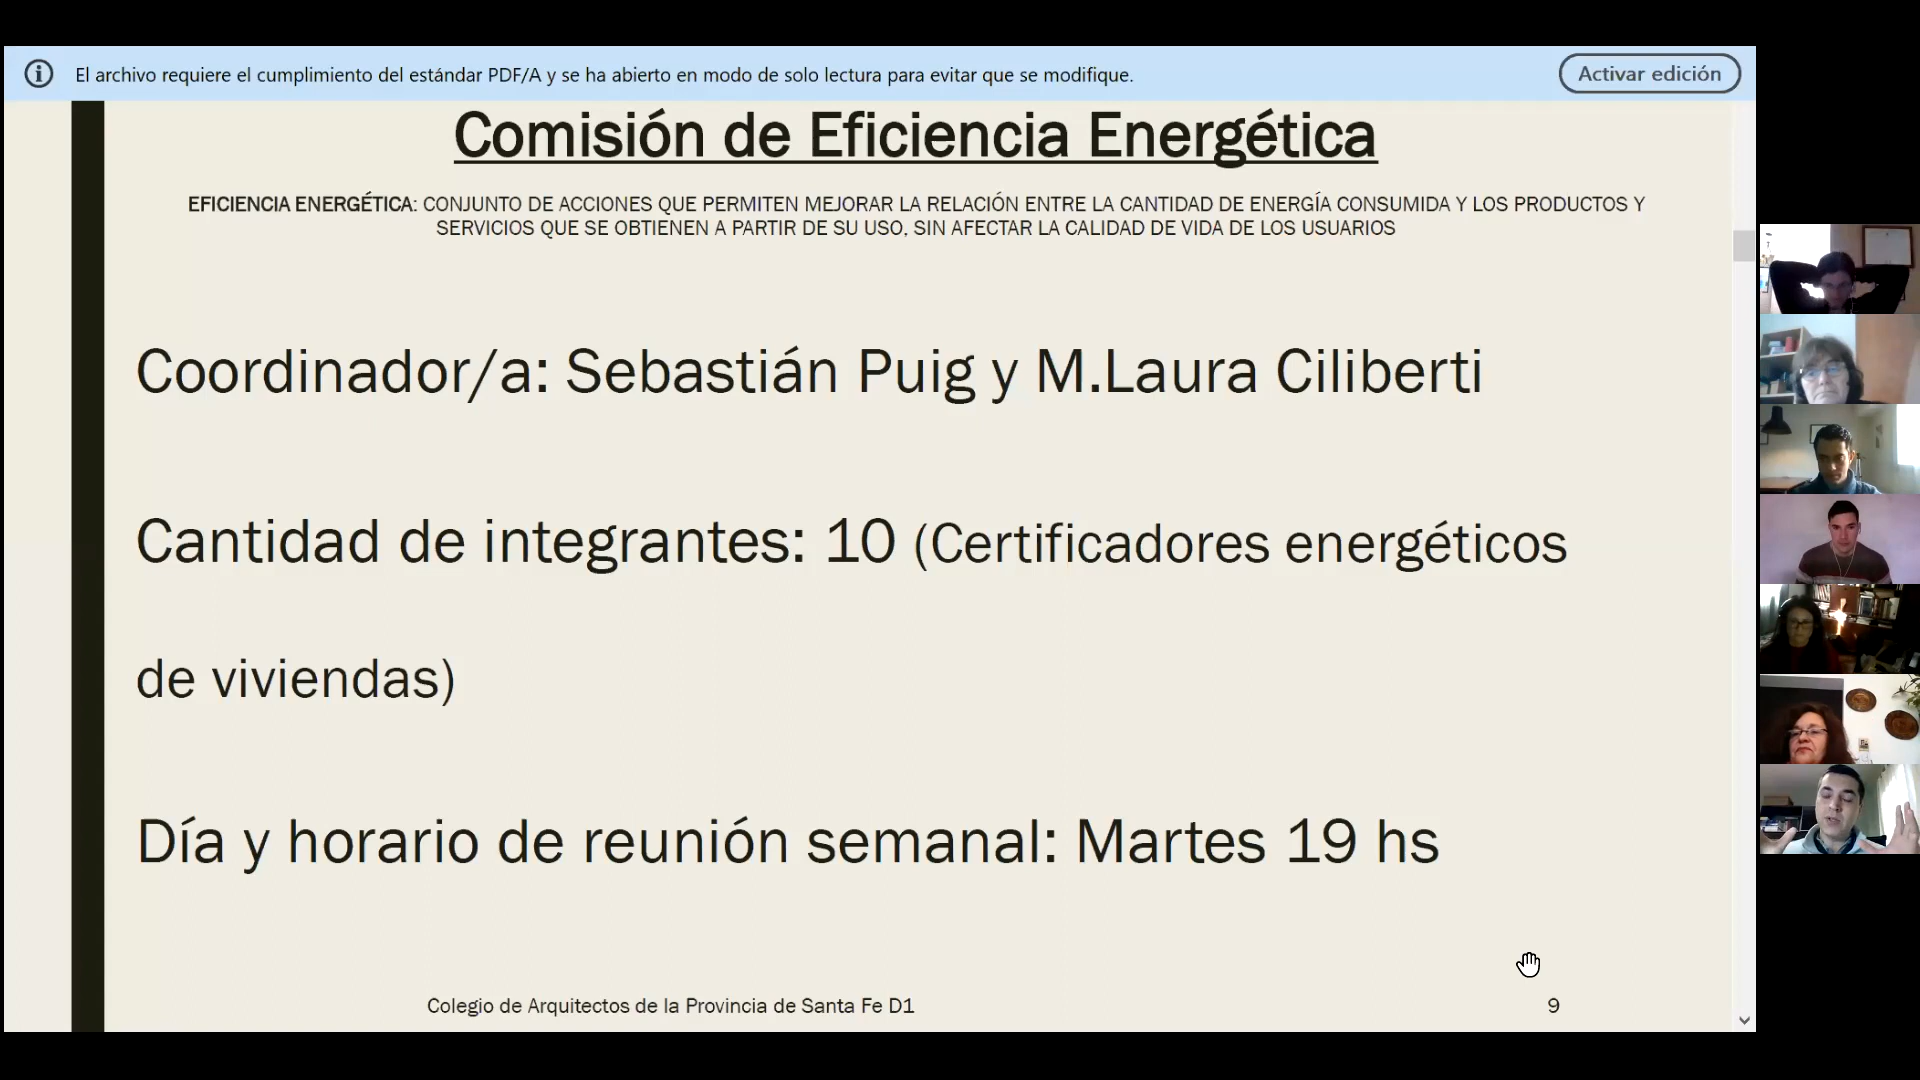 El archivo requiere el cumplimiento del estándar PDF/A y se ha abierto en modo de solo lectura para evitar que se modifique.
Activar edición
Comisión de Eficiencia Energética
EFICIENCIA ENERGÉTICA: CONJUNTO DE ACCIONES QUE PERMITEN MEJORAR LA RELACIÓN ENTRE LA CANTIDAD DE ENERGÍA CONSUMIDA Y LOS PRODUCTOS Y
SERVICIOS QUE SE OBTIENEN A PARTIR DE SU USO, SIN AFECTAR LA CALIDAD DE VIDA DE LOS USUARIOS
Coordinador/a: Sebastián Puig y M.Laura Ciliberti
Cantidad de integrantes: 10 (Certificadores energéticos
de viviendas)
Día y horario de reunión semanal: Martes 19 hs
Colegio de Arquitectos de la Provincia de Santa Fe D1
9